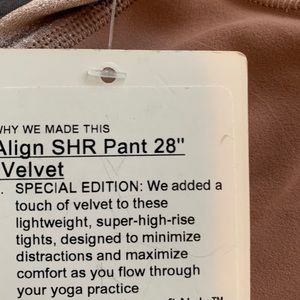 WHY WE MADE THIS
Align SHR Pant 28"
Velvet
. SPECIAL EDITION: We added a
touch of velvet to these
lightweight, super-high-rise
tights, designed to minimize
distractions and maximize
comfort as you flow through
your yoga practice